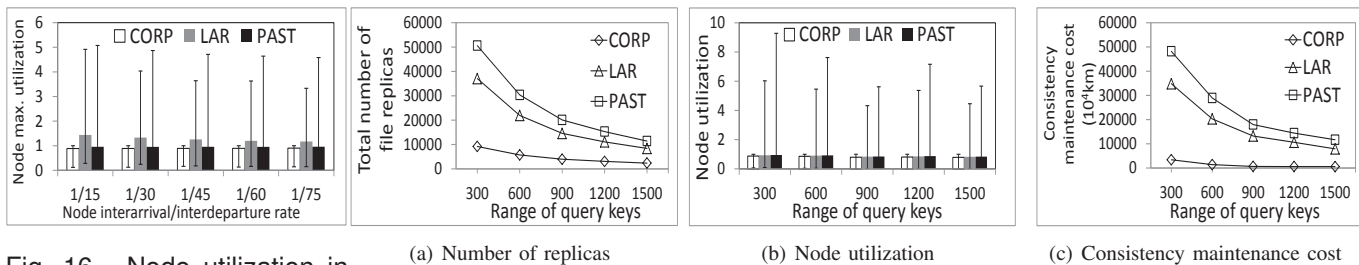 Node max. utilization
6
5
4
3
2
1
0
CORP LAR PAST
1/15 1/30 1/45 1/60 1/75
Node interarrival/interdeparture rate
Fig. 16. Node utilization in
Total number of
file replicas
60000
50000
40000
30000
20000
10000
0
CORP
LAR
PAST
300 600 900 1200 1500
Range of query keys
(a) Number of replicas
Node utilization
10
8
6
4
2
0
CORP LAR PAST
300 600 900 1200 1500
Range of query keys
(b) Node utilization
Consistency
maintenance cost
(10⁴km)
60000
50000
40000
30000
20000
10000
0
CORP
LAR
PAST
300 600 900 1200 1500
Range of query keys
(c) Consistency maintenance cost